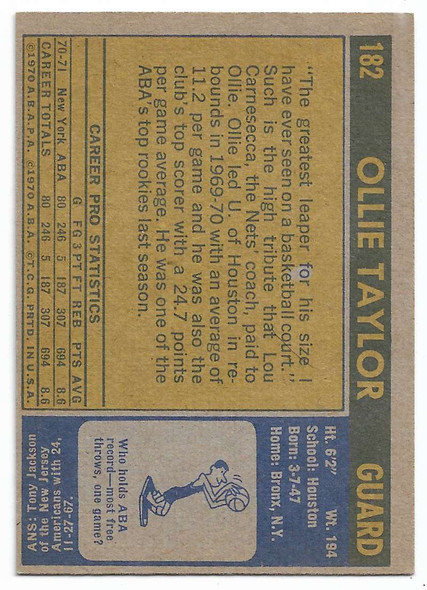 182 OLLIE TAYLOR GUARD
"The greatest leaper for his size I
have ever seen on a basketball court."
Such is the high tribute that Lou
Carnesecca, the Nets' coach, paid to
Ollie. Ollie led U. of Houston in re-
bounds in 1969-70 with an average of
11.2 per game and he was also the
club's top scorer with a 24.7 points
per game average. He was one of the
ABA's top rookies last season.
CAREER PRO STATISTICS
G FG 3 PT FT REB PTS AVG
70-71 New York ABA 80 246 5 187 307 694 8.6
CAREER TOTALS 80 246 5 187 307 694 8.6
©1970 A.B.A.P.A. ©1970 A.B.A. ©T.C.G. PRTD. IN U.S.A.
Ht. 6'2" Wt. 194
School: Houston
Born: 3-7-47
Home: Bronx, N.Y.
Who holds ABA
record—most free
throws, one game?
ANS: Tony Jackson
of the New Jersey
Americans with 24,
11-27-67.